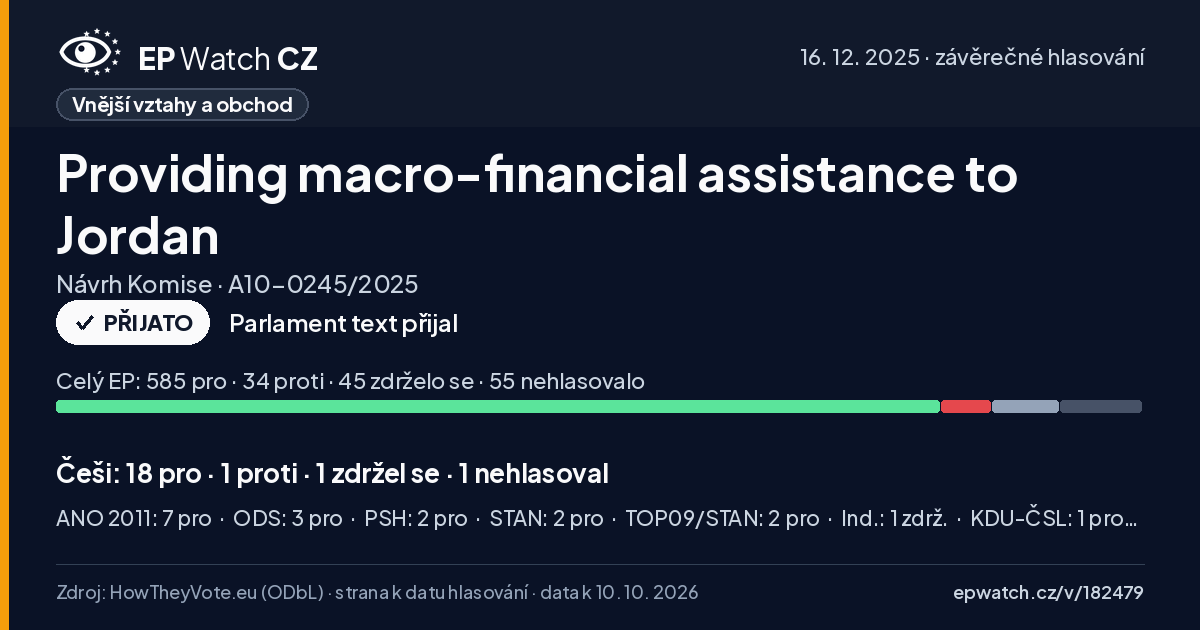 EP Watch CZ
16. 12. 2025 · závěrečné hlasování
Vnější vztahy a obchod
Providing macro-financial assistance to
Jordan
Návrh Komise · A10-0245/2025
✓ PŘIJATO Parlament text přijal
Celý EP: 585 pro · 34 proti · 45 zdrželo se · 55 nehlasovalo
Češi: 18 pro · 1 proti · 1 zdržel se · 1 nehlasoval
ANO 2011: 7 pro · ODS: 3 pro · PSH: 2 pro · STAN: 2 pro · TOP09/STAN: 2 pro · Ind.: 1 zdrž. · KDU-ČSL: 1 pro…
Zdroj: HowTheyVote.eu (ODbL) · strana k datu hlasování · data k 10. 10. 2026
epwatch.cz/v/182479